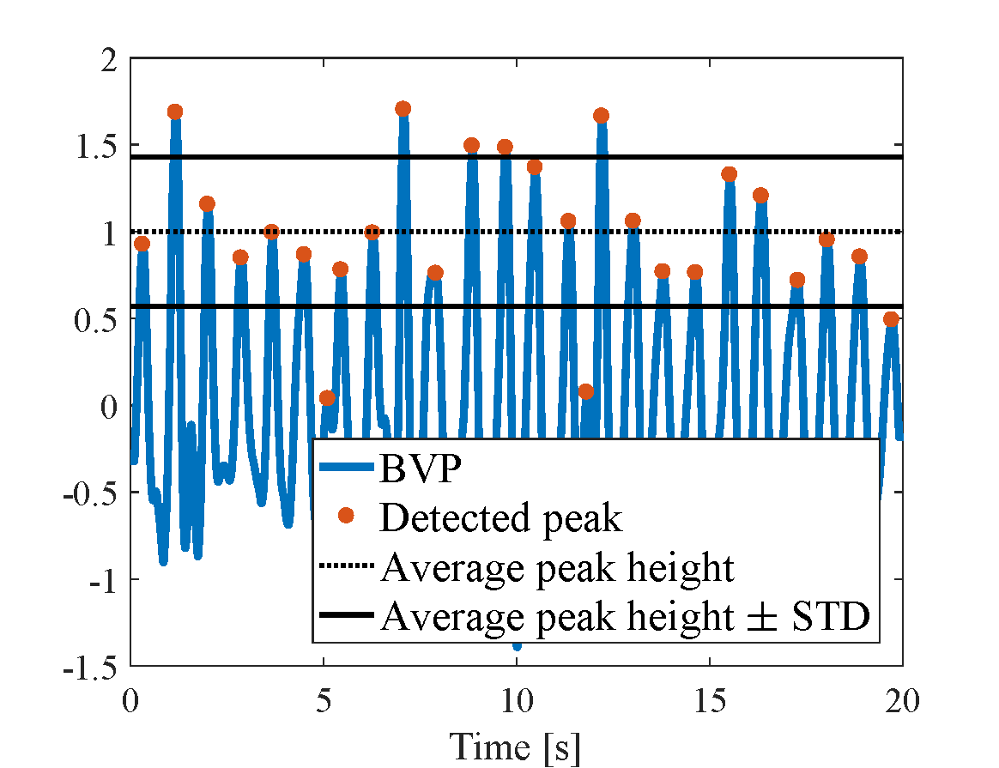 2
1.5
1
0.5
0
-0.5
-1
-1.5
BVP
Detected peak
Average peak height
Average peak height ± STD
0 5 10 15 20
Time [s]